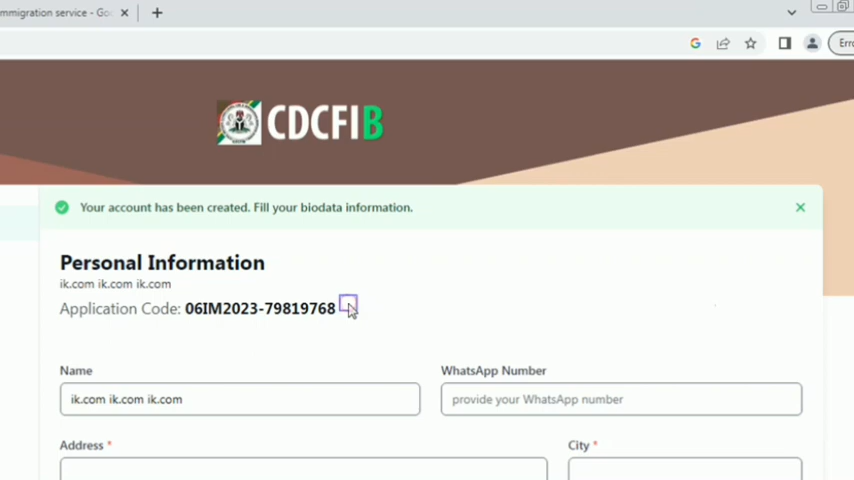 mmigration service - Go
Erro
CDCFIB
Your account has been created. Fill your biodata information.
Personal Information
ik.com ik.com ik.com
Application Code: 06IM2023-79819768
Name
WhatsApp Number
ik.com ik.com ik.com
provide your WhatsApp number
Address *
City *